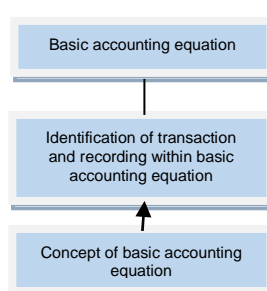 Basic accounting equation
Identification of transaction
and recording within basic
accounting equation
Concept of basic accounting
equation